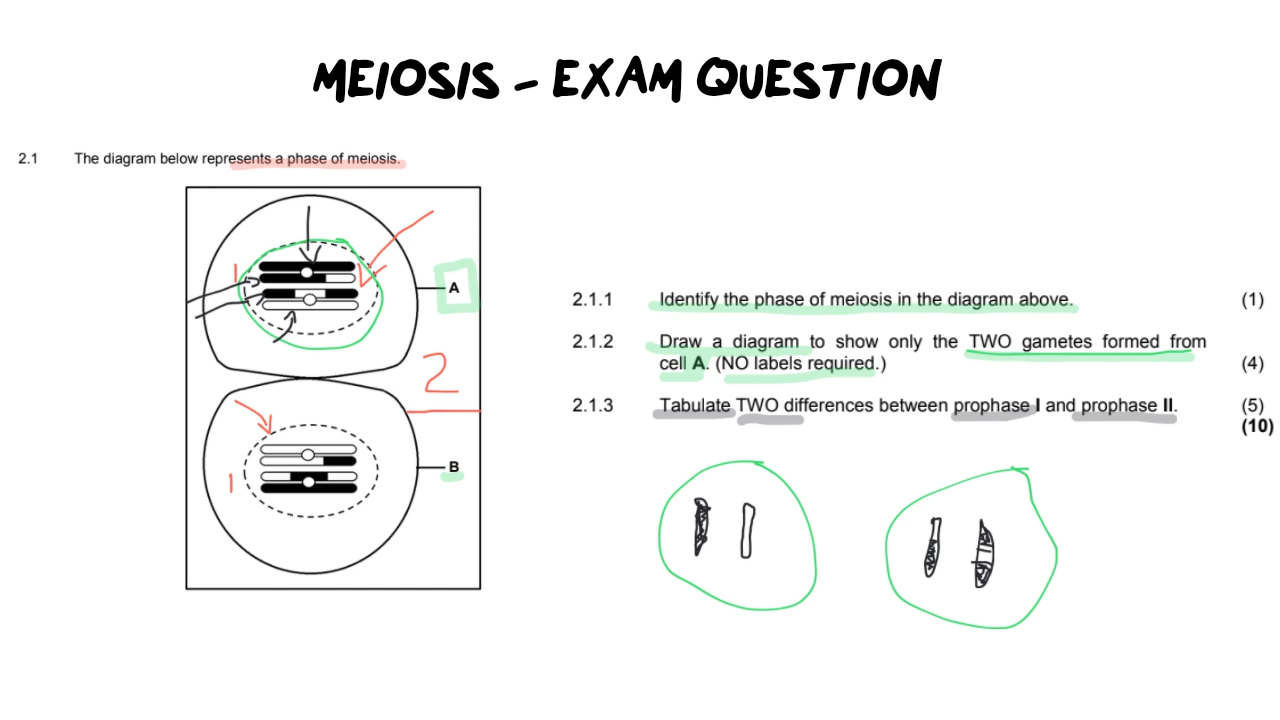 MEIOSIS - EXAM QUESTION
2.1 The diagram below represents a phase of meiosis.
1
A
2
1
B
2.1.1 Identify the phase of meiosis in the diagram above. (1)
2.1.2 Draw a diagram to show only the TWO gametes formed from
cell A. (NO labels required.) (4)
2.1.3 Tabulate TWO differences between prophase I and prophase II. (5)
(10)